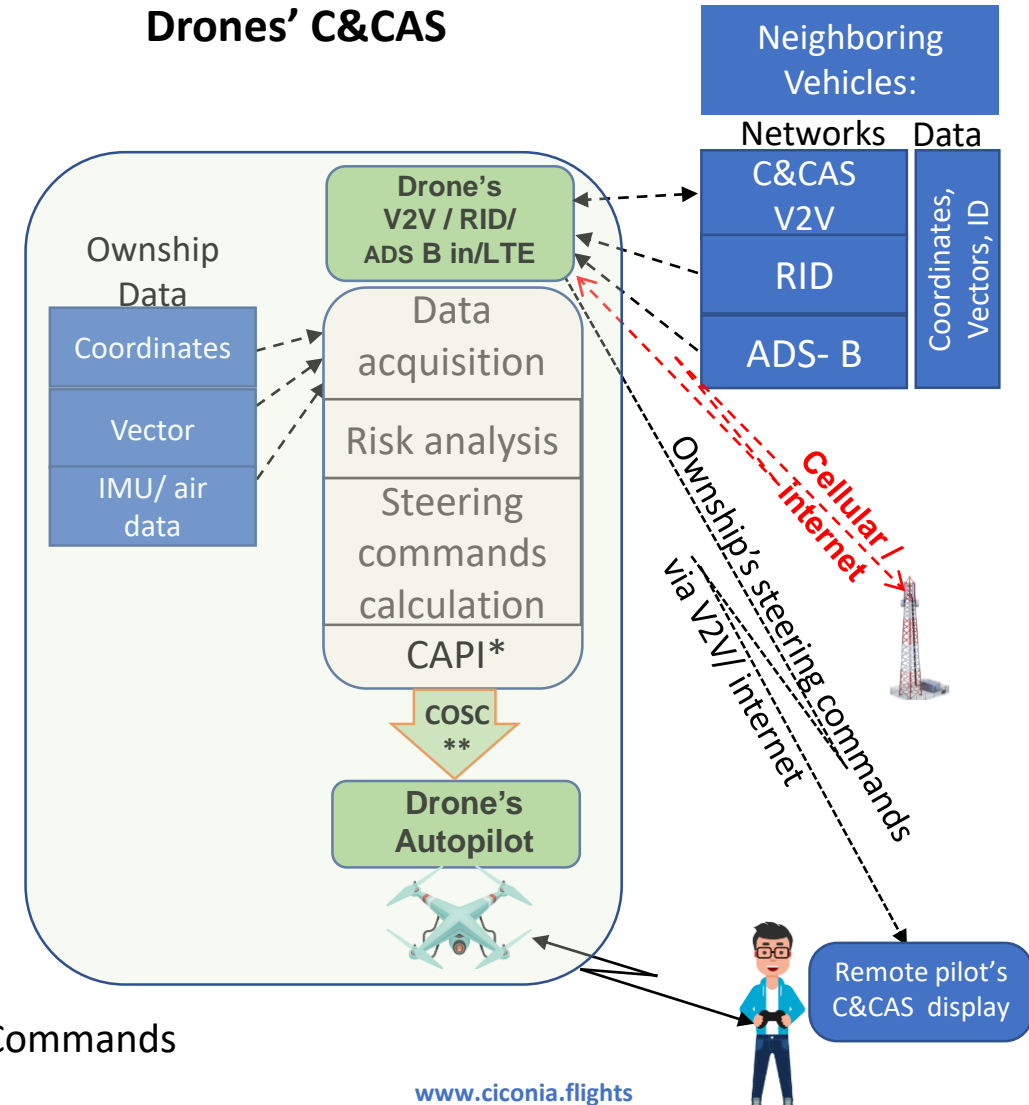 Drones' C&CAS
Neighboring
Vehicles:
Networks
Data
C&CAS
V2V
RID
ADS- B
Coordinates,
Vectors, ID
Drone's
V2V / RID/
ADS B in/LTE
Ownship
Data
Coordinates
Vector
IMU/ air
data
Data
acquisition
Risk analysis
Steering
commands
calculation
CAPI*
COSC
**
Drone's
Autopilot
Cellular /
internet
Ownship's steering commands
via V2V/ internet
Remote pilot's
C&CAS display
Commands
www.ciconia.flights